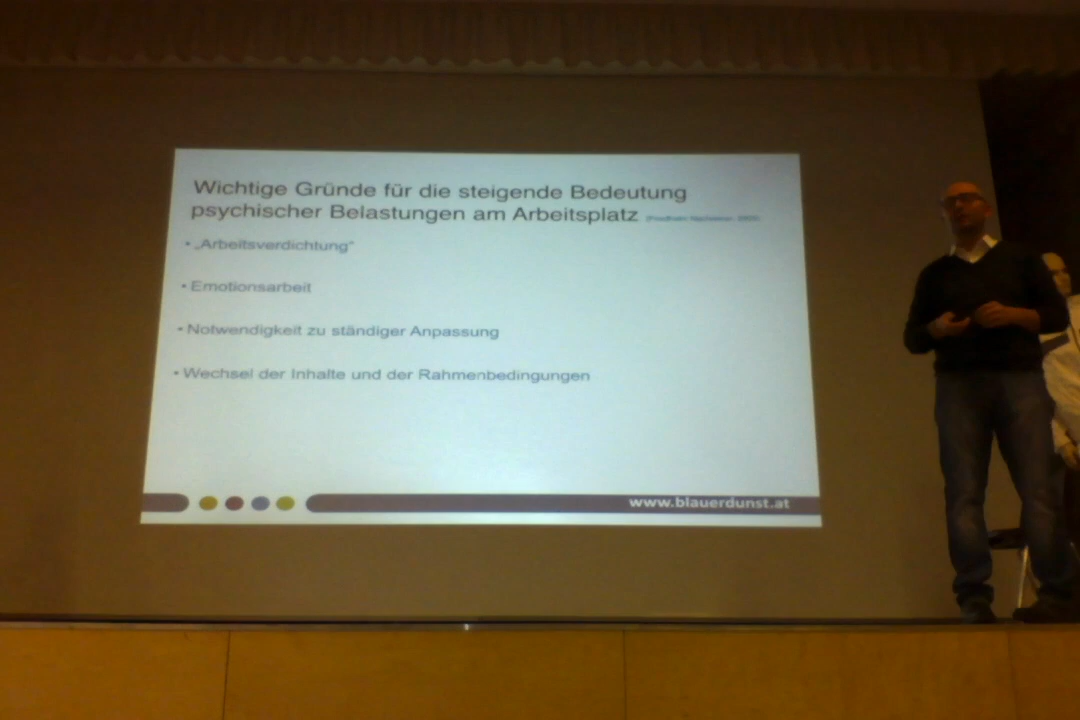 Wichtige Gründe für die steigende Bedeutung
psychischer Belastungen am Arbeitsplatz
• „Arbeitsverdichtung“
• Emotionsarbeit
• Notwendigkeit zu ständiger Anpassung
• Wechsel der Inhalte und der Rahmenbedingungen
www.blauerdunst.at